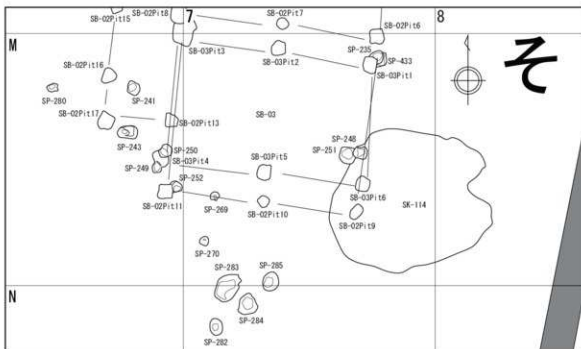 7
8
SB-02Pit15
SB-02Pit8
SB-02Pit7
SB-02Pit6
M
SB-03Pit3
SB-03Pit2
SP-235
SP-433
SB-03Pit1
そ
SB-02Pit16
SP-280
SP-241
SB-03
SB-02Pit17
SB-02Pit13
SP-243
SP-250
SP-248
SP-251
SP-249
SB-03Pit4
SB-03Pit5
SP-252
SB-03Pit6
SB-02Pit11
SP-269
SB-02Pit10
SB-02Pit9
SK-114
SP-270
SP-283
SP-285
N
SP-284
SP-282